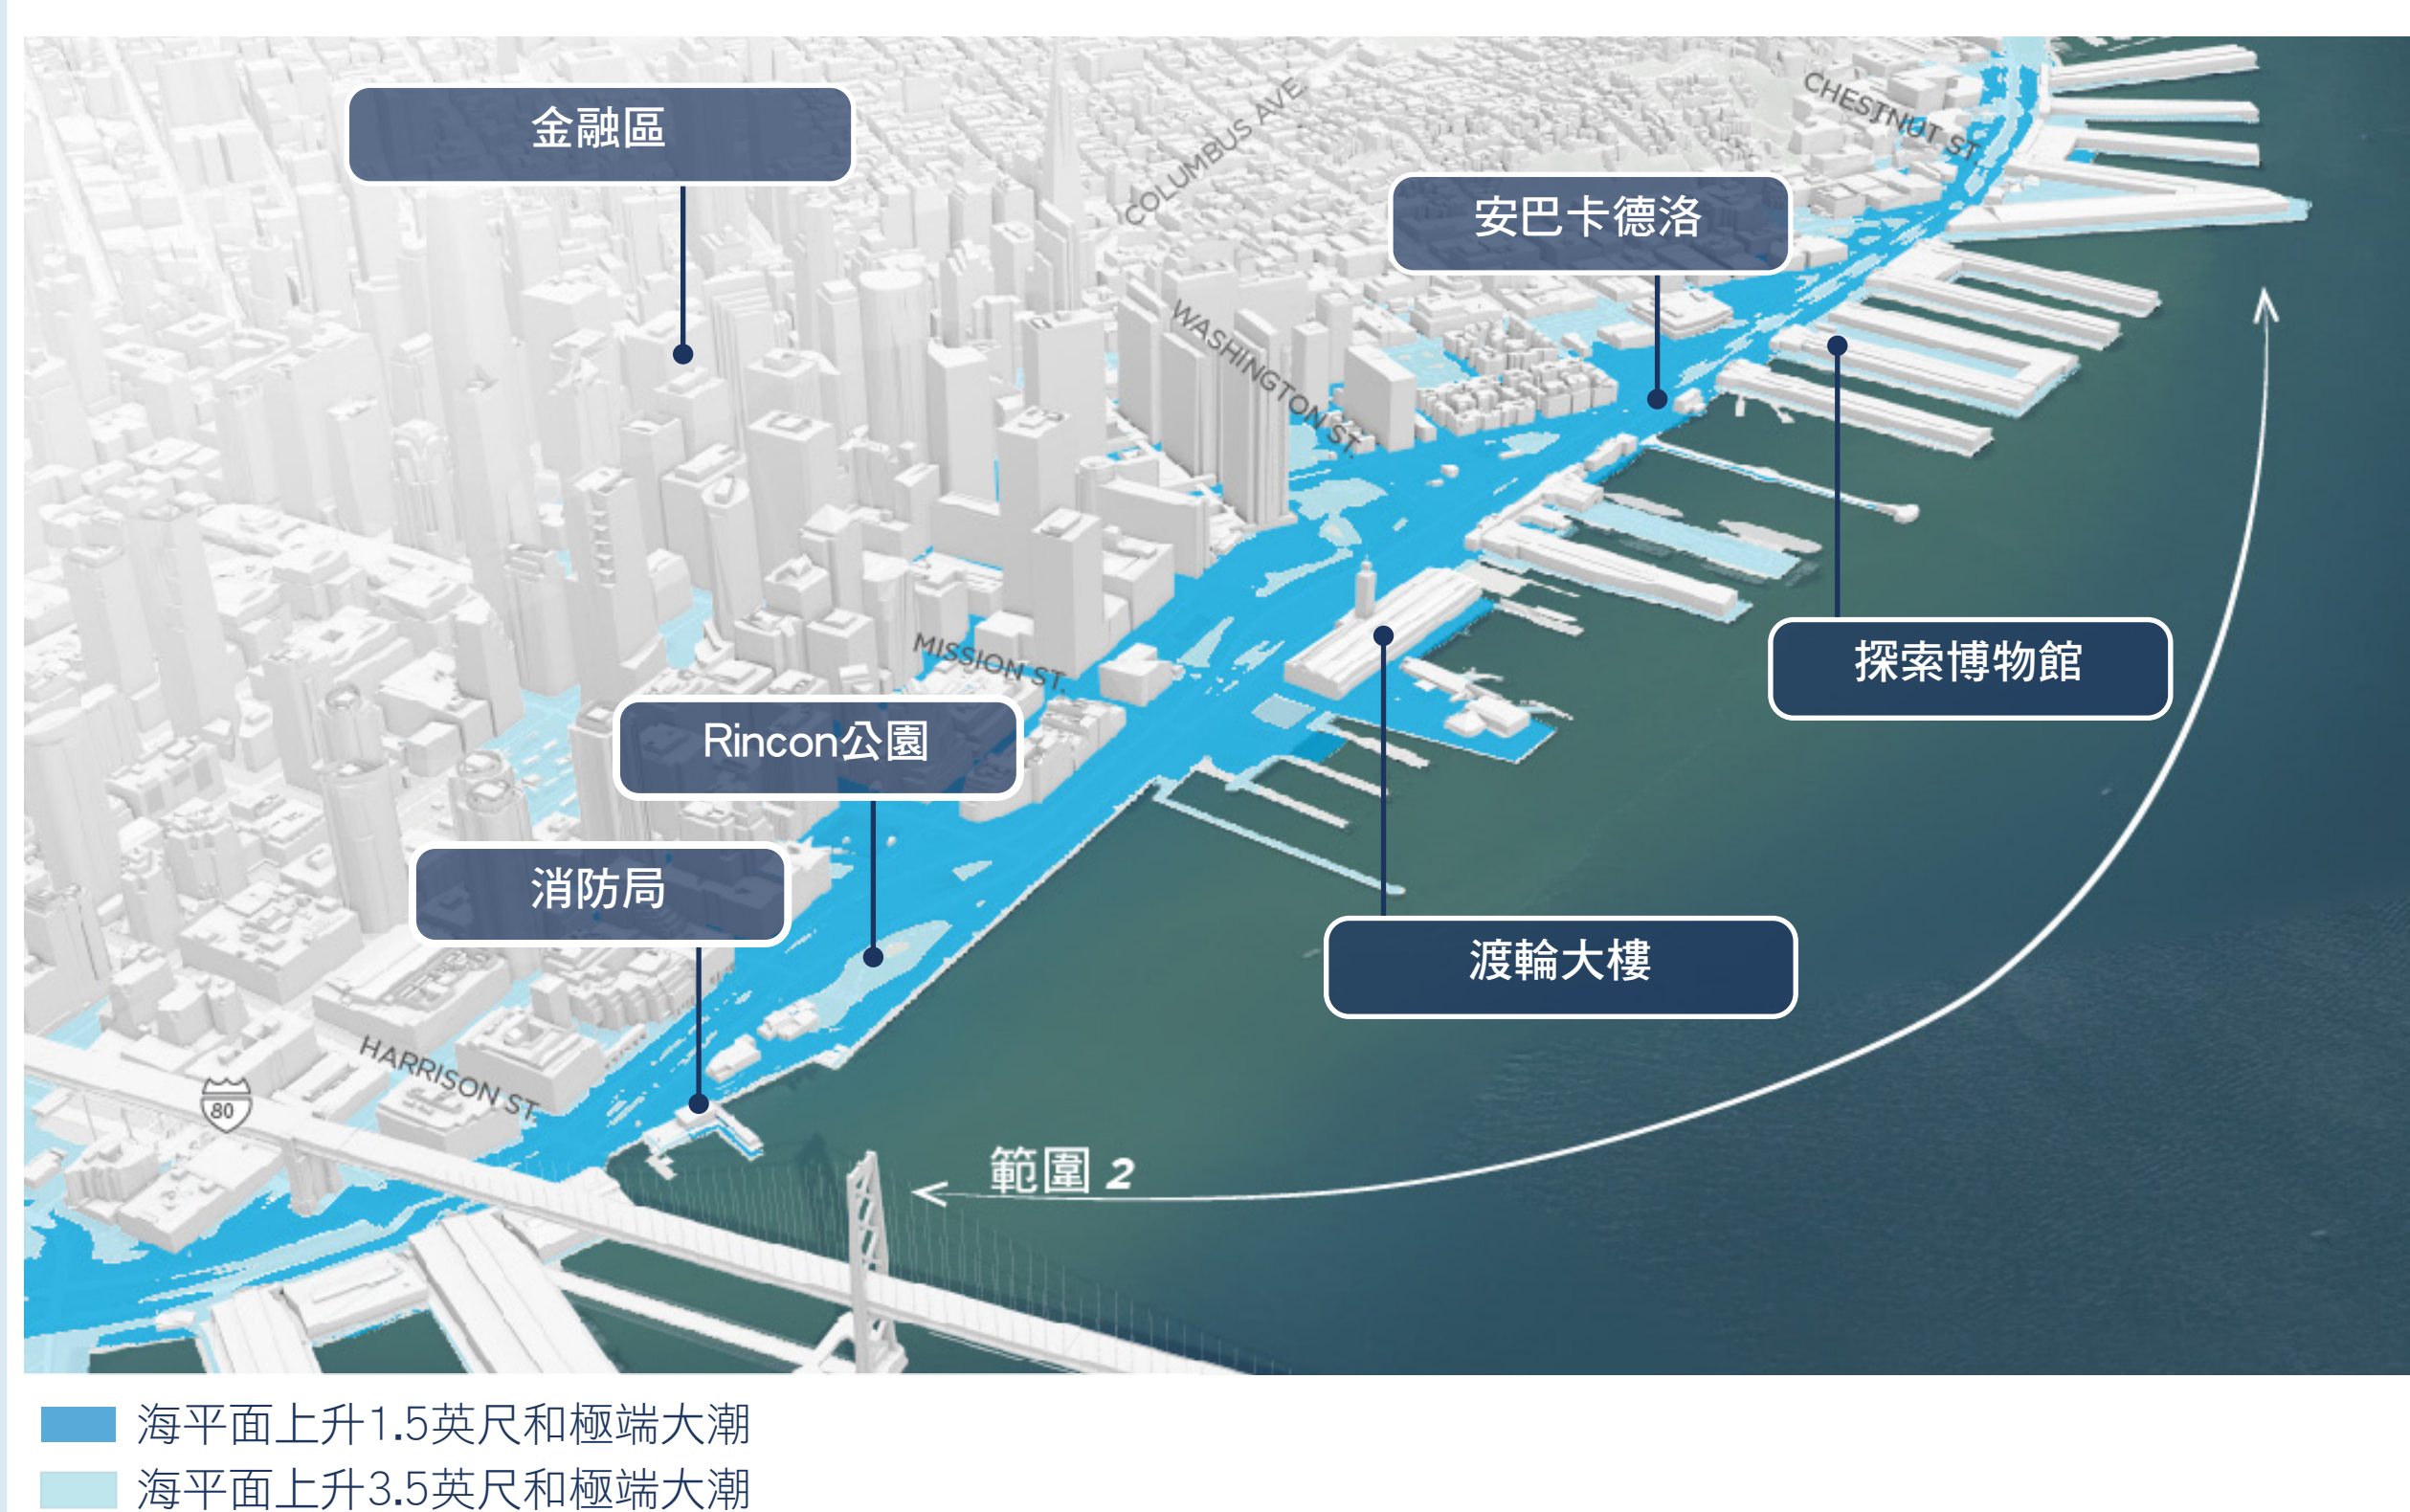 金融區
COLUMBUS AVE.
CHESTNUT ST.
安巴卡德洛
WASHINGTON ST.
探索博物館
MISSION ST.
Rincon公園
消防局
渡輪大樓
HARRISON ST.
80
範圍 2
海平面上升1.5英尺和極端大潮
海平面上升3.5英尺和極端大潮